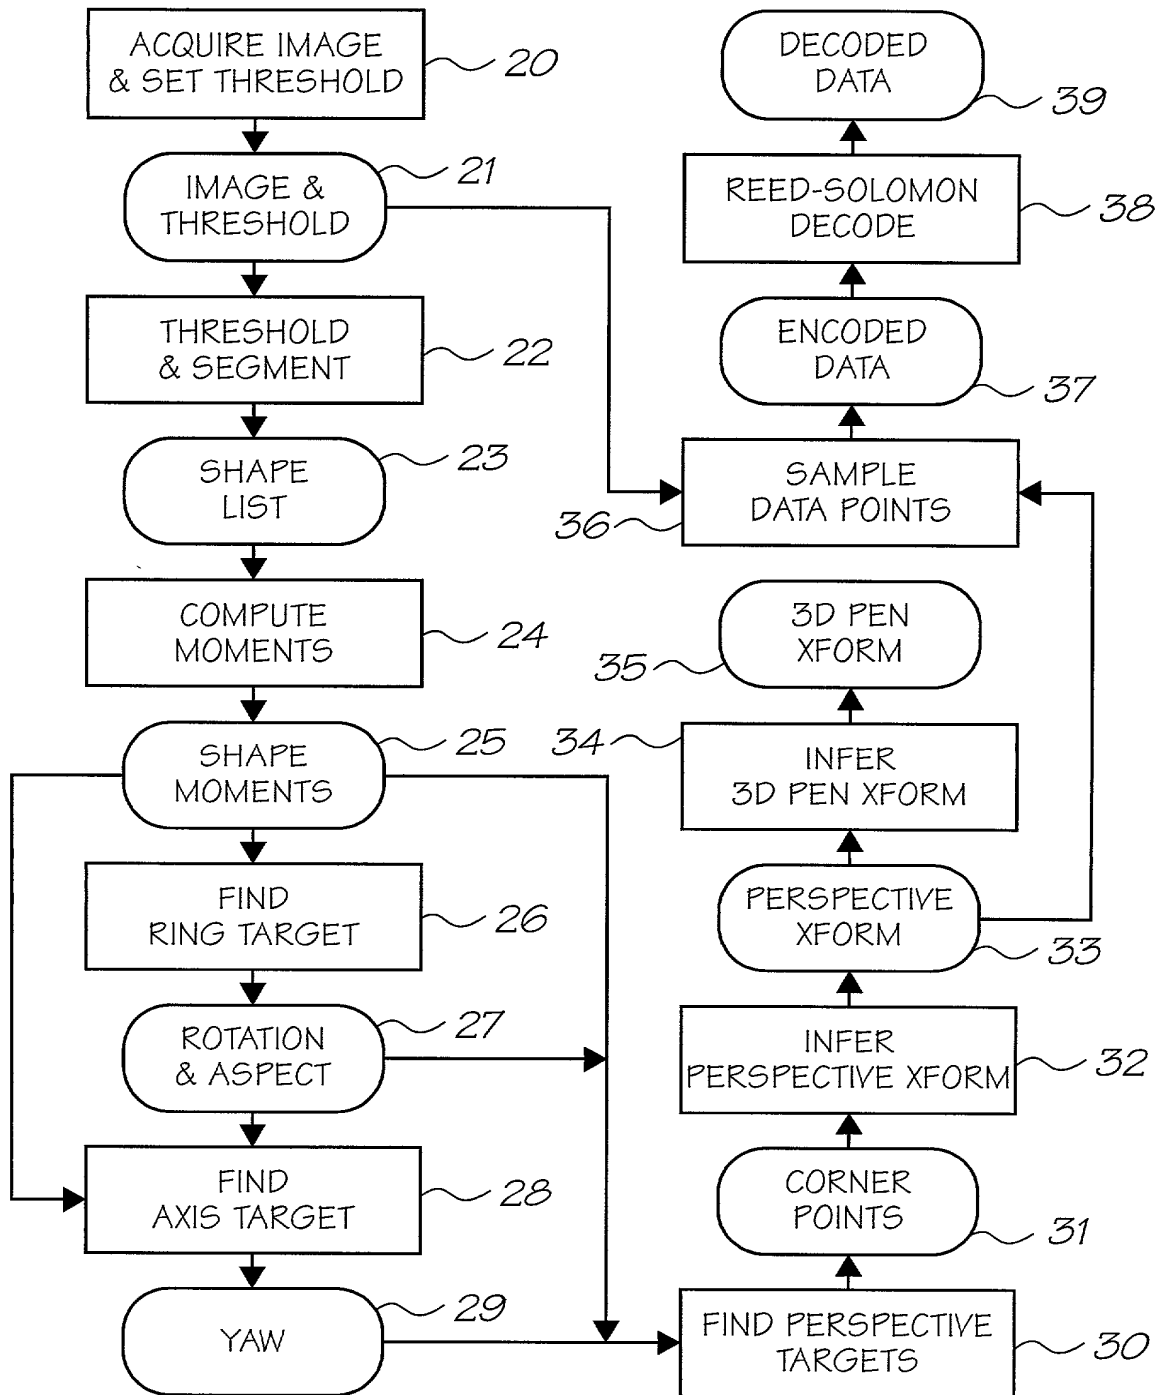 ACQUIRE IMAGE
& SET THRESHOLD
20
IMAGE &
THRESHOLD
21
THRESHOLD
& SEGMENT
22
SHAPE
LIST
23
COMPUTE
MOMENTS
24
SHAPE
MOMENTS
25
FIND
RING TARGET
26
ROTATION
& ASPECT
27
FIND
AXIS TARGET
28
YAW
29
DECODED
DATA
39
REED-SOLOMON
DECODE
38
ENCODED
DATA
37
SAMPLE
DATA POINTS
36
3D PEN
XFORM
35
INFER
3D PEN XFORM
34
PERSPECTIVE
XFORM
33
INFER
PERSPECTIVE XFORM
32
CORNER
POINTS
31
FIND PERSPECTIVE
TARGETS
30